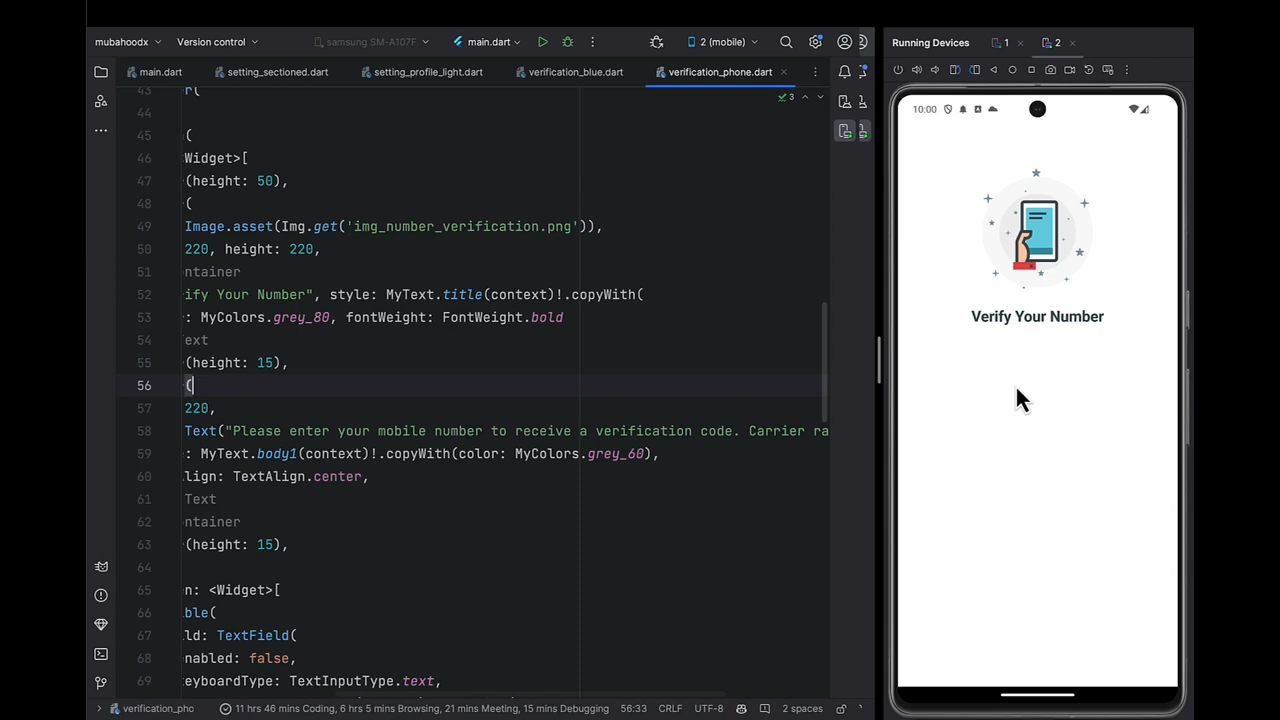 mubahoodx Version control samsung SM-A107F main.dart 2 (mobile) Running Devices 1 2
main.dart setting_sectioned.dart setting_profile_light.dart verification_blue.dart verification_phone.dart
3
43 r(
44
45 (
46 Widget>[
47 (height: 50),
48 (
49 Image.asset(Img.get('img_number_verification.png')),
50 220, height: 220,
51 ntainer
52 ify Your Number", style: MyText.title(context)!.copyWith(
53 : MyColors.grey_80, fontWeight: FontWeight.bold
54 ext
55 (height: 15),
56 (
57 220,
58 Text("Please enter your mobile number to receive a verification code. Carrier ra
59 : MyText.body1(context)!.copyWith(color: MyColors.grey_60),
60 lign: TextAlign.center,
61 Text
62 ntainer
63 (height: 15),
64
65 n: <Widget>[
66 ble(
67 ld: TextField(
68 nabled: false,
69 eyboardType: TextInputType.text,
verification_pho 11 hrs 46 mins Coding, 6 hrs 5 mins Browsing, 21 mins Meeting, 15 mins Debugging 56:33 CRLF UTF-8 2 spaces
10:00
Verify Your Number